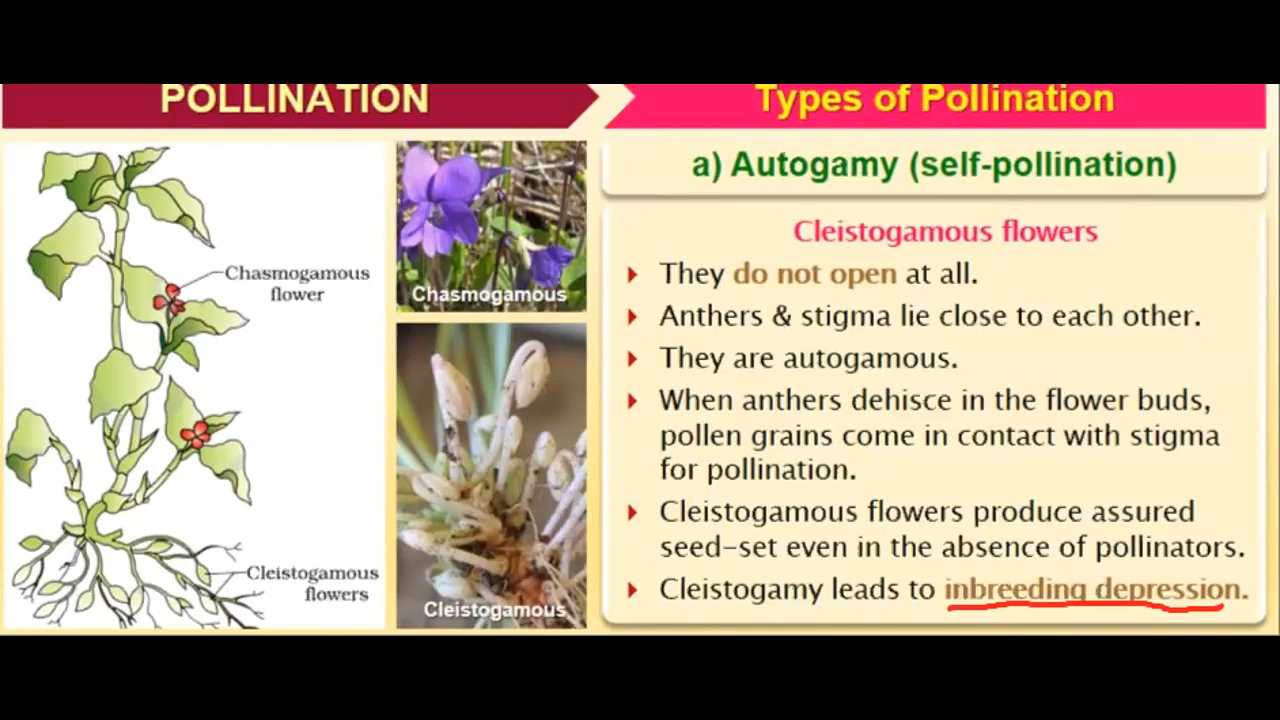 POLLINATION
Types of Pollination
Chasmogamous
flower
Cleistogamous
flowers
Chasmogamous
Cleistogamous
a) Autogamy (self-pollination)
Cleistogamous flowers
They do not open at all.
Anthers & stigma lie close to each other.
They are autogamous.
When anthers dehisce in the flower buds,
pollen grains come in contact with stigma
for pollination.
Cleistogamous flowers produce assured
seed-set even in the absence of pollinators.
Cleistogamy leads to inbreeding depression.